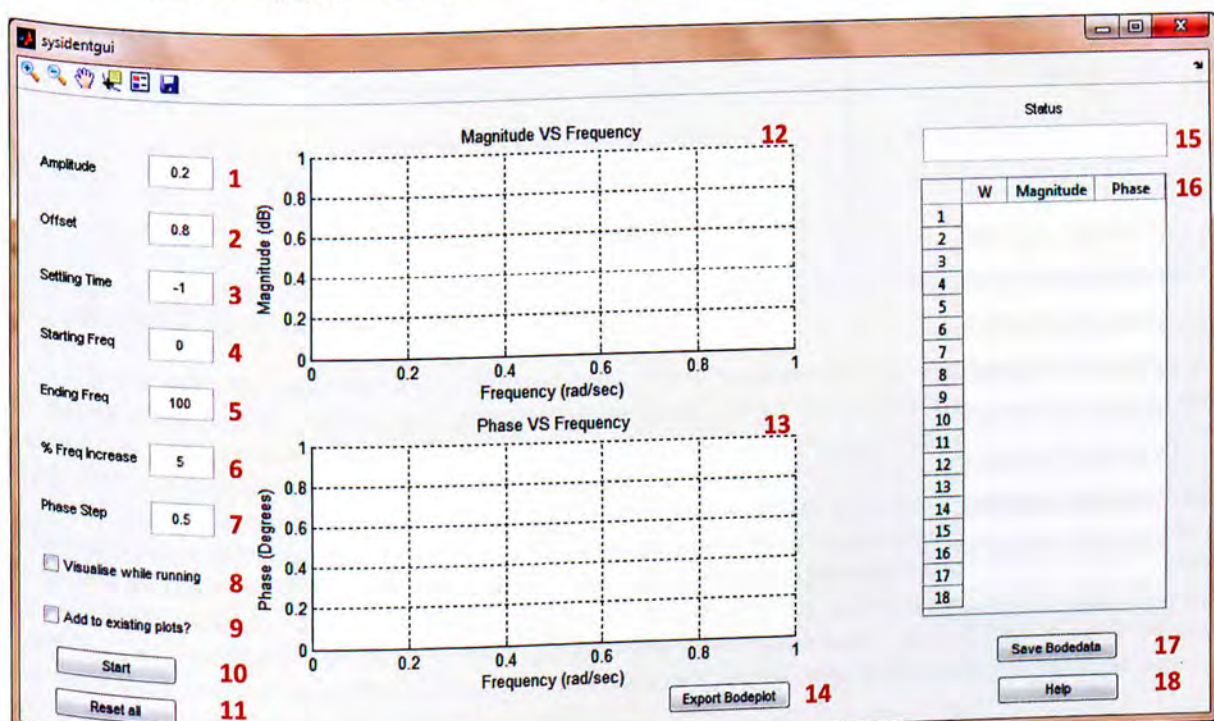 sysidentgui
Amplitude 0.2 1
Offset 0.8 2
Settling Time -1 3
Starting Freq 0 4
Ending Freq 100 5
% Freq Increase 5 6
Phase Step 0.5 7
Visualise while running 8
Add to existing plots? 9
Start 10
Reset all 11
Magnitude VS Frequency 12
Magnitude (dB)
1
0.8
0.6
0.4
0.2
0
0 0.2 0.4 0.6 0.8 1
Frequency (rad/sec)
Phase VS Frequency 13
Phase (Degrees)
1
0.8
0.6
0.4
0.2
0
0 0.2 0.4 0.6 0.8 1
Frequency (rad/sec)
Export Bodeplot 14
Status
15
W Magnitude Phase 16
1
2
3
4
5
6
7
8
9
10
11
12
13
14
15
16
17
18
Save Bodedata 17
Help 18